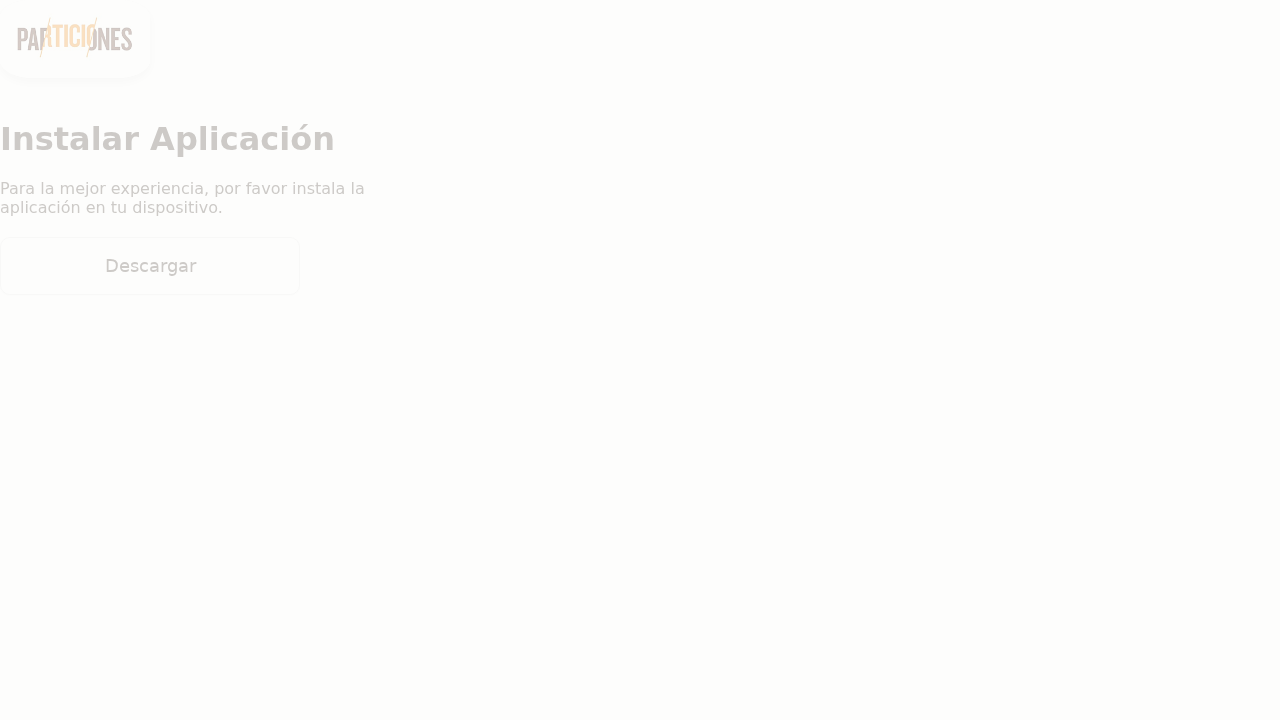 PARTICIONES
Instalar Aplicación
Para la mejor experiencia, por favor instala la
aplicación en tu dispositivo.
Descargar